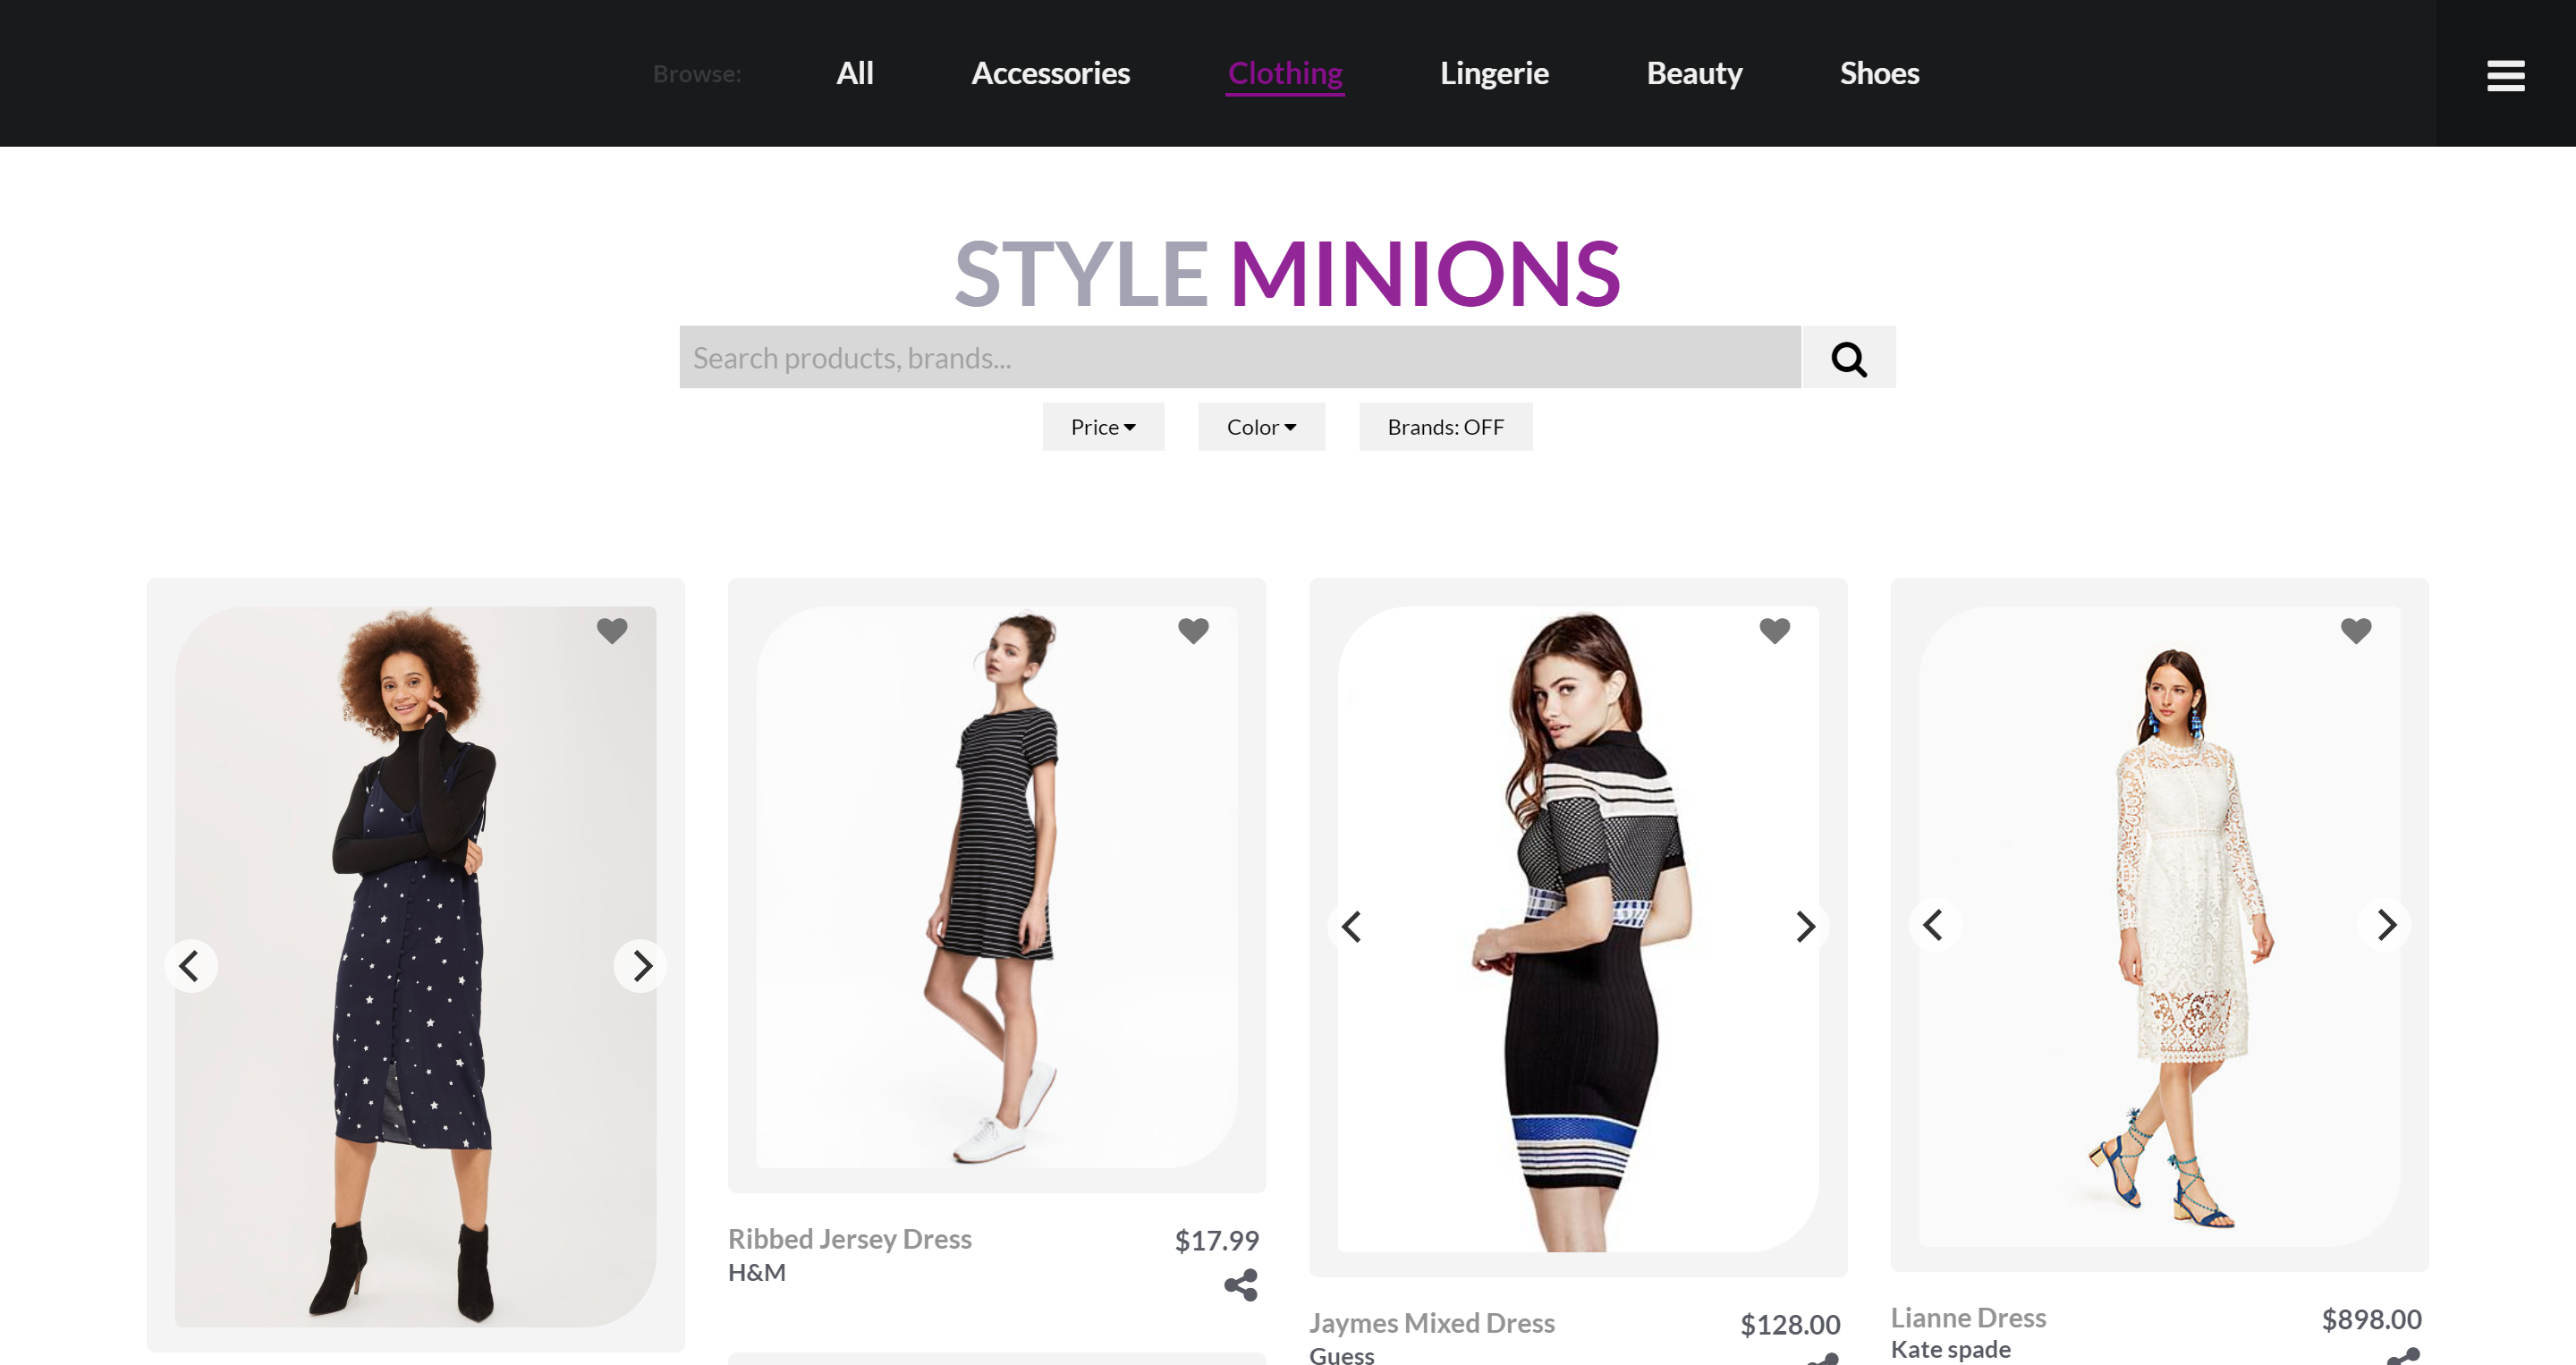 Browse: All Accessories Clothing Lingerie Beauty Shoes
STYLE MINIONS
Search products, brands...
Price Color Brands: OFF
Ribbed Jersey Dress $17.99
H&M
Jaymes Mixed Dress $128.00
Guess
Lianne Dress $898.00
Kate spade